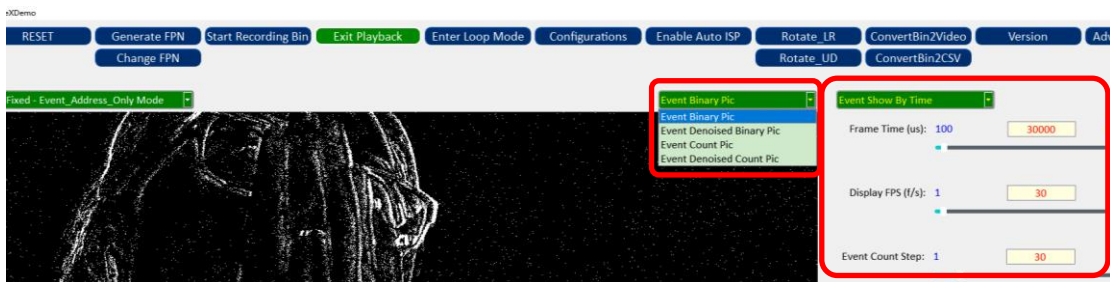 eXDemo
RESET Generate FPN Start Recording Bin Exit Playback Enter Loop Mode Configurations Enable Auto ISP Rotate_LR ConvertBin2Video Version Adv
Change FPN Rotate_UD ConvertBin2CSV
Fixed - Event_Address_Only Mode Event Binary Pic Event Show By Time
Event Binary Pic
Event Denoised Binary Pic
Event Count Pic
Event Denoised Count Pic
Frame Time (us): 100 30000
Display FPS (f/s): 1 30
Event Count Step: 1 30